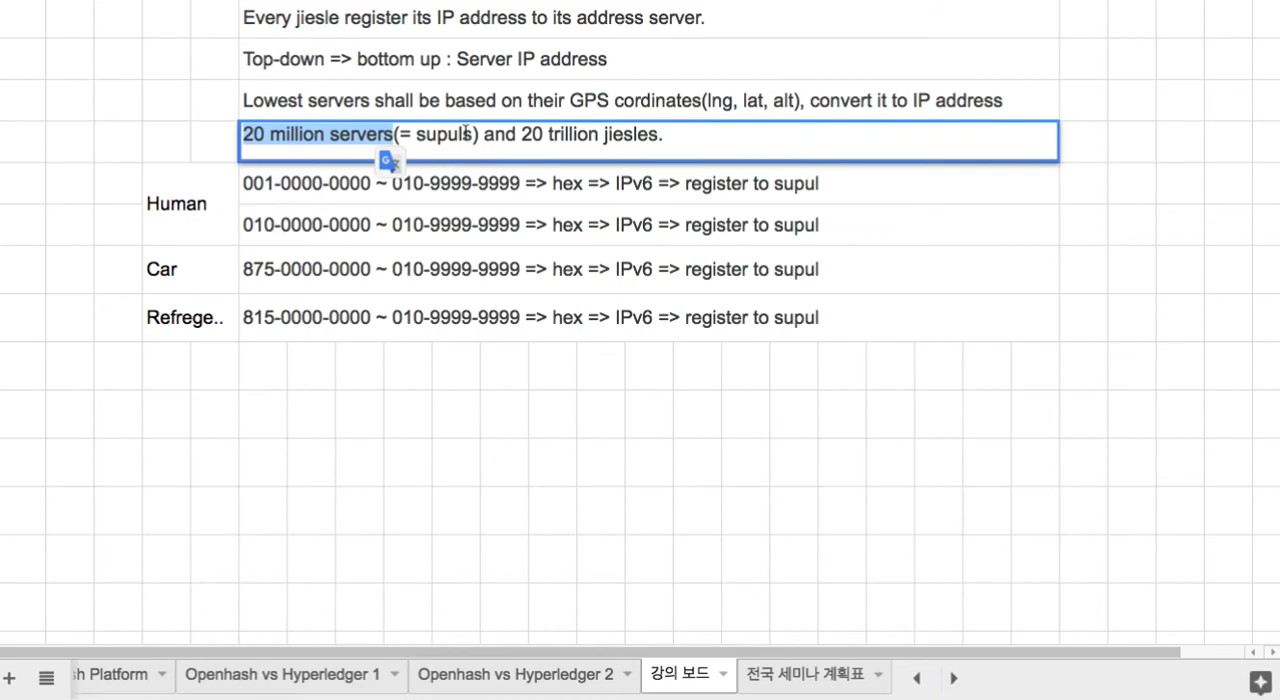 Every jiesle register its IP address to its address server.
Top-down => bottom up : Server IP address
Lowest servers shall be based on their GPS cordinates(lng, lat, alt), convert it to IP address
20 million servers(= supuls) and 20 trillion jiesles.
Human
001-0000-0000 ~ 010-9999-9999 => hex => IPv6 => register to supul
010-0000-0000 ~ 010-9999-9999 => hex => IPv6 => register to supul
Car
875-0000-0000 ~ 010-9999-9999 => hex => IPv6 => register to supul
Refrege..
815-0000-0000 ~ 010-9999-9999 => hex => IPv6 => register to supul
sh Platform
Openhash vs Hyperledger 1
Openhash vs Hyperledger 2
강의 보드
전국 세미나 계획표